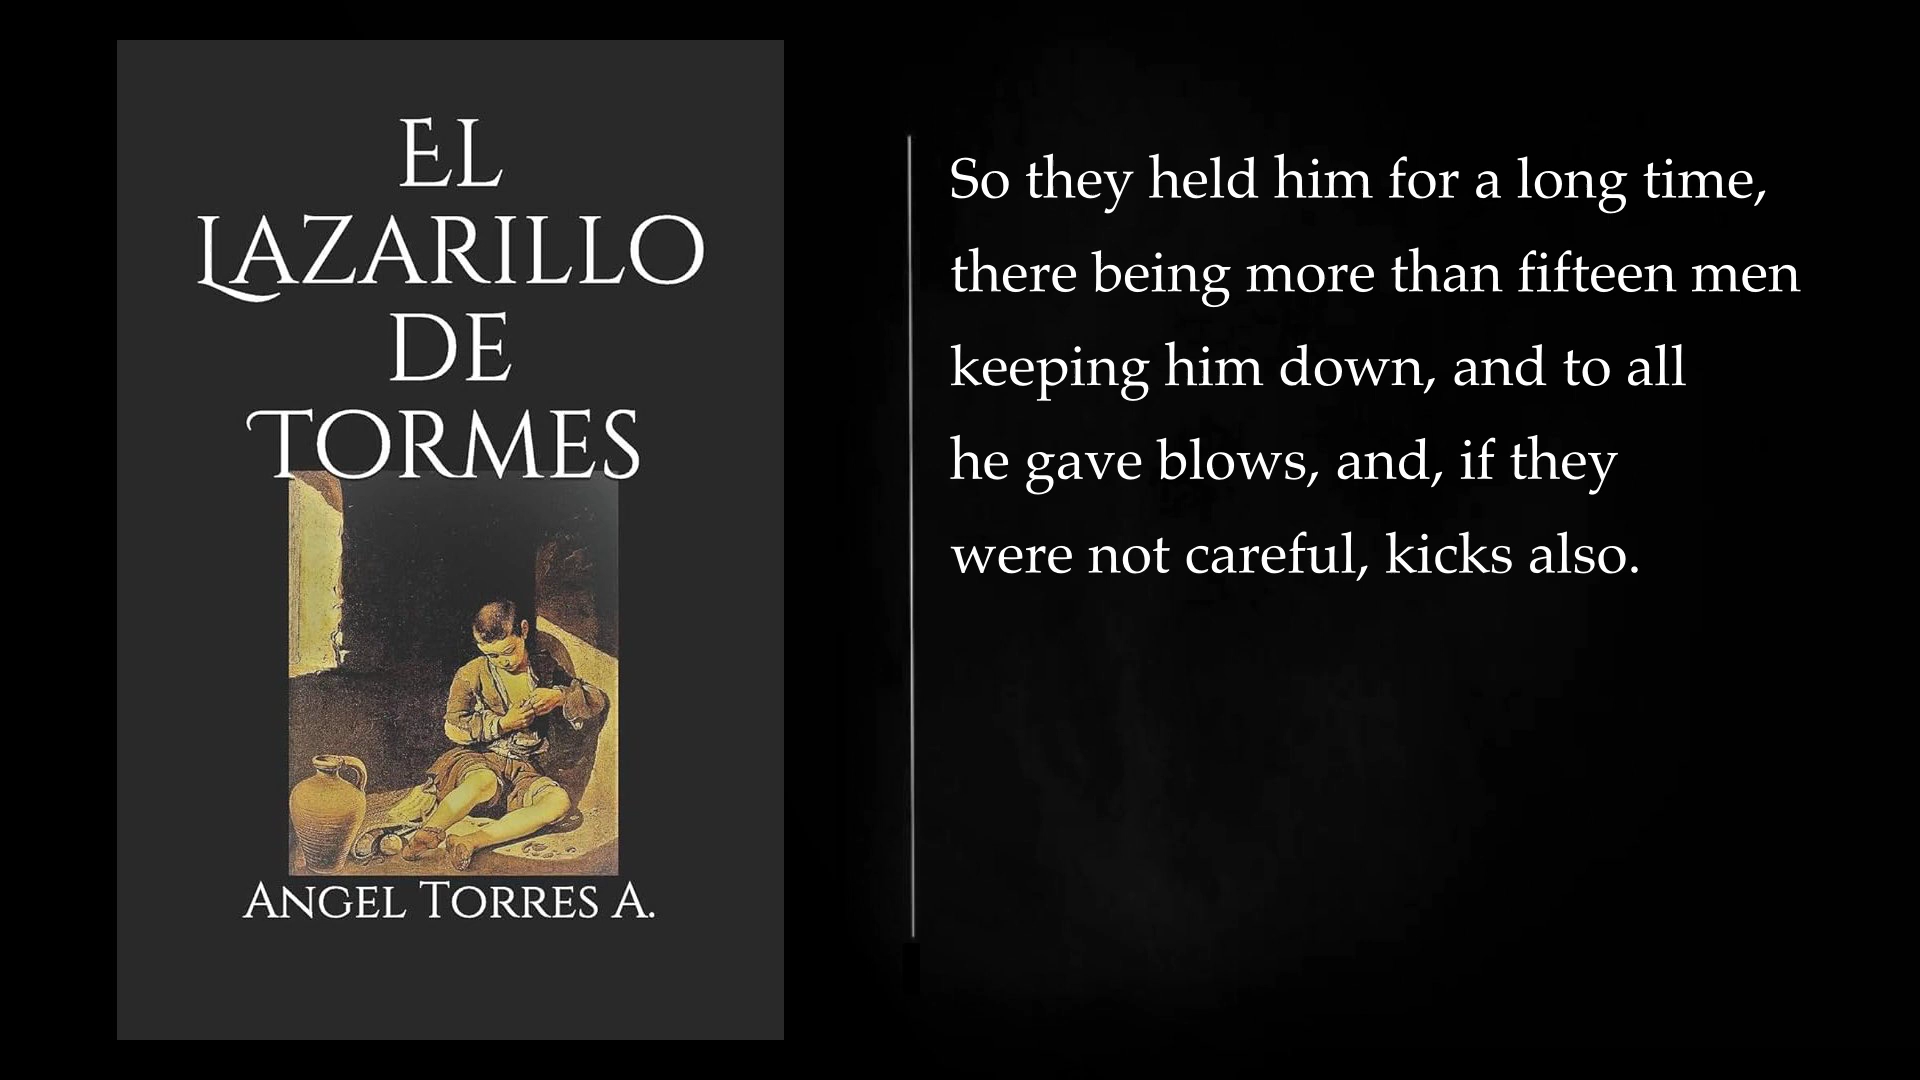 El
Lazarillo
de
Tormes
Angel Torres A.
So they held him for a long time,
there being more than fifteen men
keeping him down, and to all
he gave blows, and, if they
were not careful, kicks also.